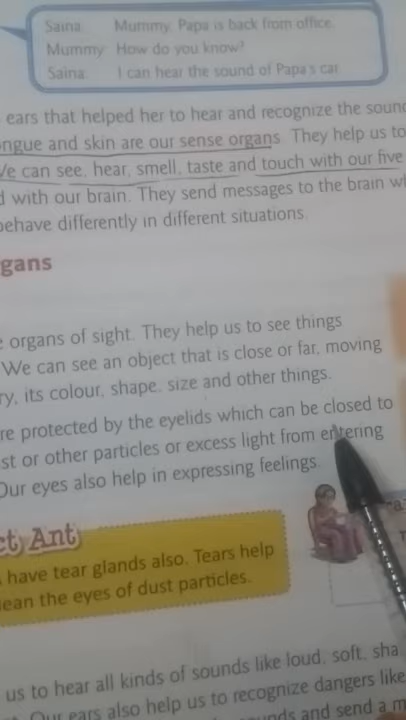 Saina: Mummy, Papa is back from office.
Mummy: How do you know?
Saina: I can hear the sound of Papa's car.
ears that helped her to hear and recognize the soun
ongue and skin are our sense organs. They help us to
We can see, hear, smell, taste and touch with our five
d with our brain. They send messages to the brain w
behave differently in different situations.
gans
e organs of sight. They help us to see things
We can see an object that is close or far, moving
ry, its colour, shape, size and other things.
re protected by the eyelids which can be closed to
st or other particles or excess light from entering
Our eyes also help in expressing feelings.
ct Ant
have tear glands also. Tears help
lean the eyes of dust particles.
us to hear all kinds of sounds like loud, soft, sha
Our ears also help us to recognize dangers like
nds and send a m